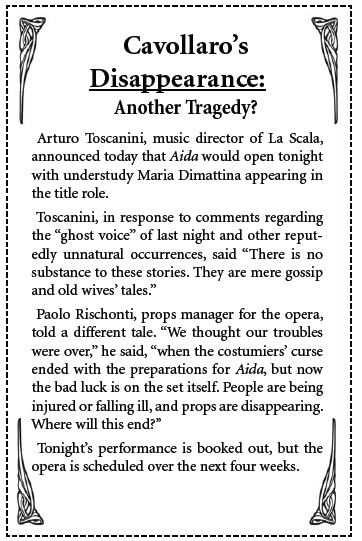 Cavollaro’s
Disappearance:
Another Tragedy?
Arturo Toscanini, music director of La Scala,
announced today that Aida would open tonight
with understudy Maria Dimattina appearing in
the title role.
Toscanini, in response to comments regarding
the “ghost voice” of last night and other reput-
edly unnatural occurrences, said “There is no
substance to these stories. They are mere gossip
and old wives’ tales.”
Paolo Rischonti, props manager for the opera,
told a different tale. “We thought our troubles
were over,” he said, “when the costumiers’ curse
ended with the preparations for Aida, but now
the bad luck is on the set itself. People are being
injured or falling ill, and props are disappearing.
Where will this end?”
Tonight’s performance is booked out, but the
opera is scheduled over the next four weeks.